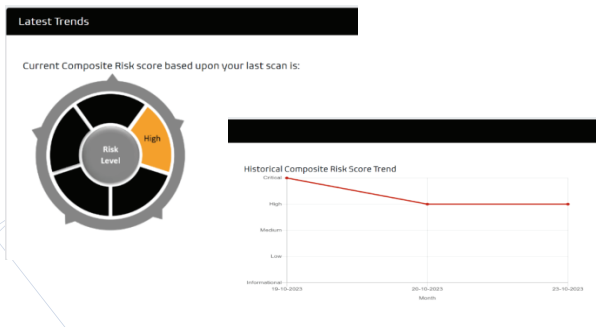 Latest Trends
Current Composite Risk score based upon your last scan is:
High
Risk
Level
Historical Composite Risk Score Trend
Critical
High
Medium
Low
Informational
18-10-2023
20-10-2023
23-10-2023
Month